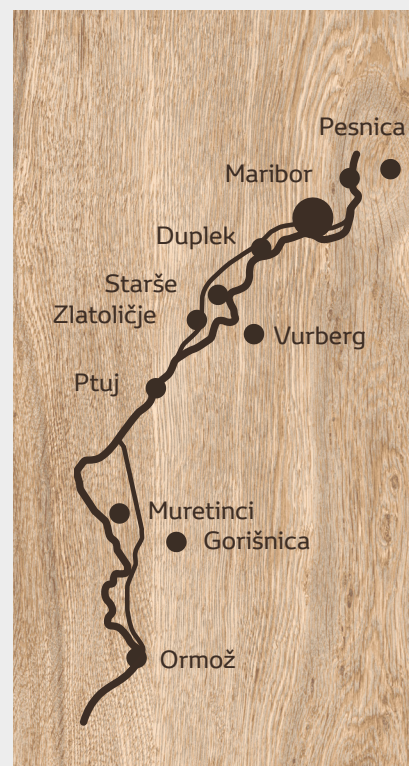 Pesnica
Maribor
Duplek
Starše
Zlatoličje
Vurberg
Ptuj
Muretinci
Gorišnica
Ormož